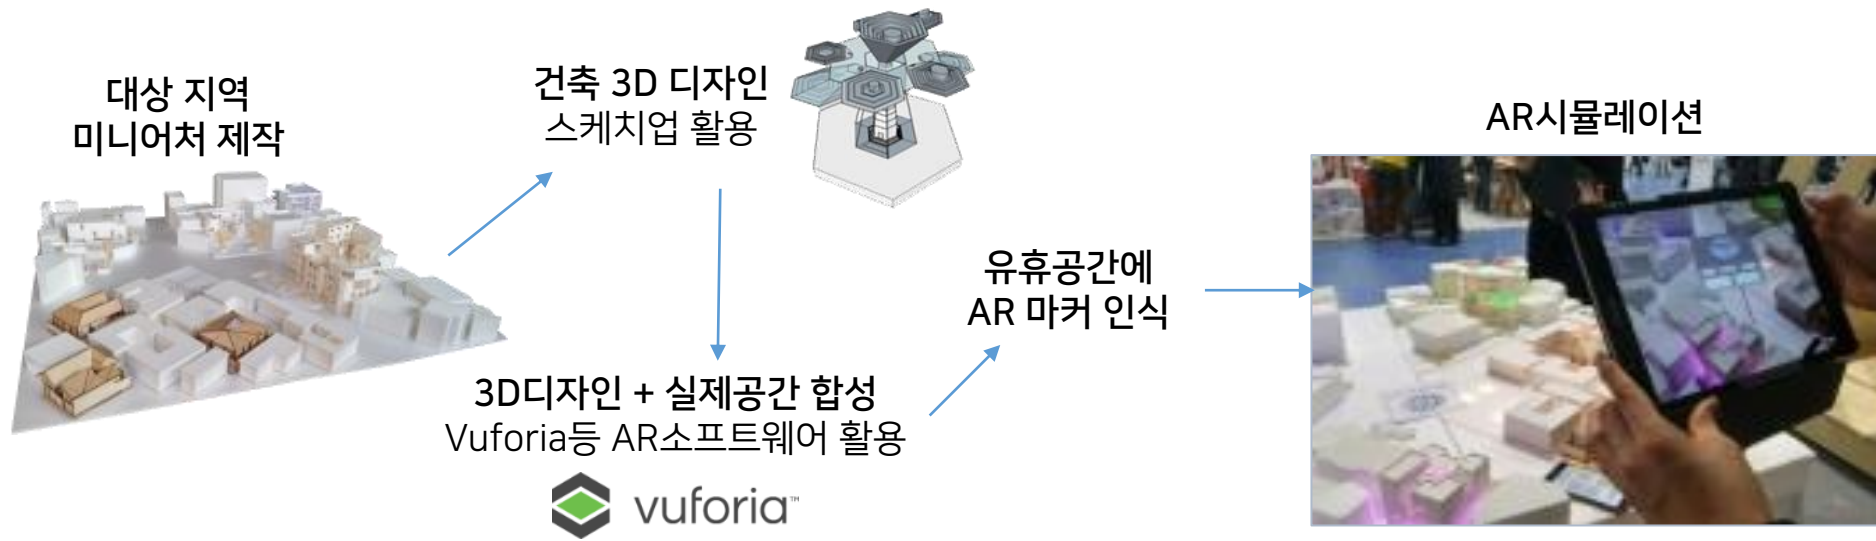 대상 지역
미니어처 제작
건축 3D 디자인
스케치업 활용
3D디자인 + 실제공간 합성
Vuforia등 AR소프트웨어 활용
vuforia™
유휴공간에
AR 마커 인식
AR시뮬레이션